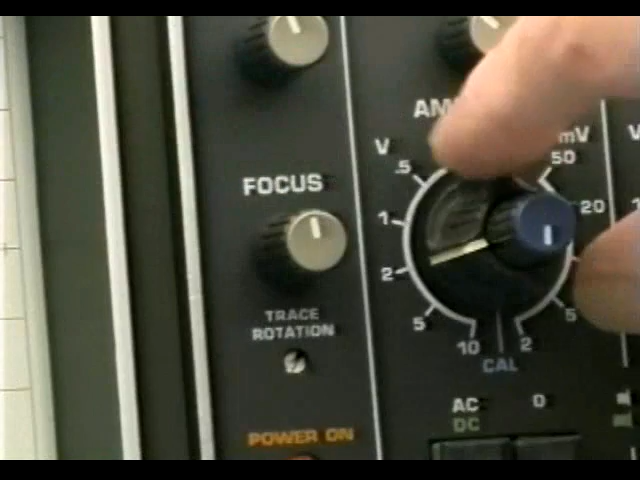 V
mV
V
.5
50
FOCUS
1
20
1
2
5
5
TRACE
ROTATION
10
2
CAL
AC
0
DC
POWER ON